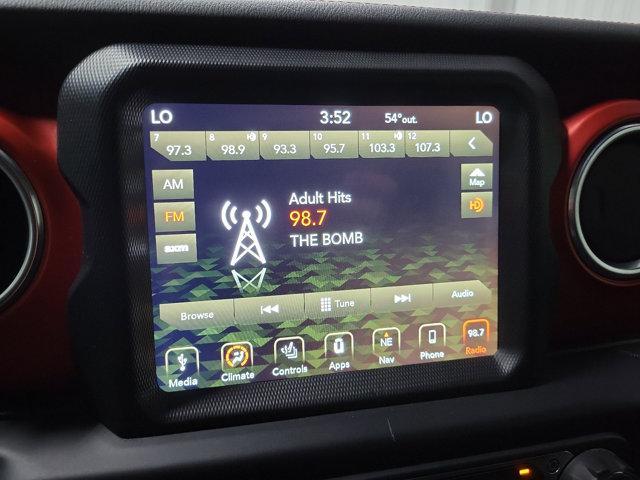 LO 3:52 54° out. LO
7 8 9 10 11 12
97.3 98.9 93.3 95.7 103.3 107.3
AM
Map
FM
HD
sxm
Adult Hits
98.7
THE BOMB
Browse Tune Audio
NE 98.7
Media Climate Controls Apps Nav Phone Radio